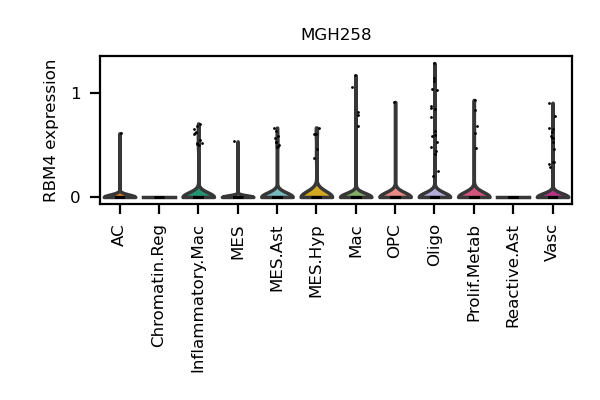 MGH258
RBM4 expression
1
0
AC
Chromatin.Reg
Inflammatory.Mac
MES
MES.Ast
MES.Hyp
Mac
OPC
Oligo
Prolif.Metab
Reactive.Ast
Vasc